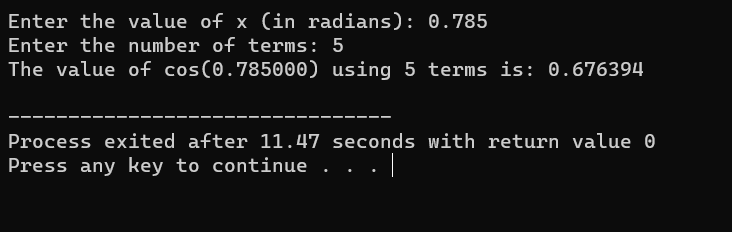 Enter the value of x (in radians): 0.785
Enter the number of terms: 5
The value of cos(0.785000) using 5 terms is: 0.676394
--------------------------------
Process exited after 11.47 seconds with return value 0
Press any key to continue . . .